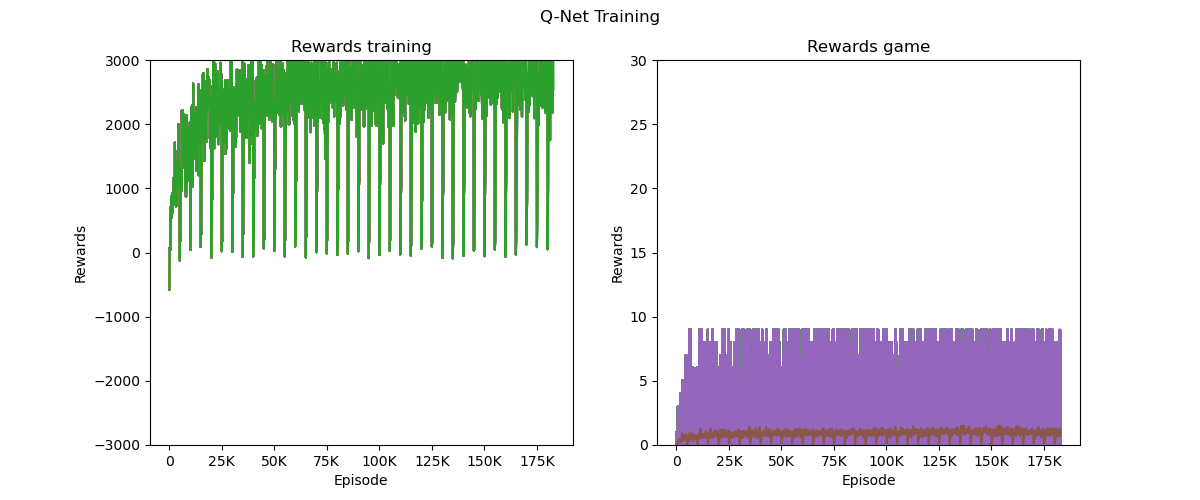 Q-Net Training
Rewards training
Rewards
3000
2000
1000
0
−1000
−2000
−3000
0 25K 50K 75K 100K 125K 150K 175K
Episode
Rewards game
Rewards
30
25
20
15
10
5
0
0 25K 50K 75K 100K 125K 150K 175K
Episode